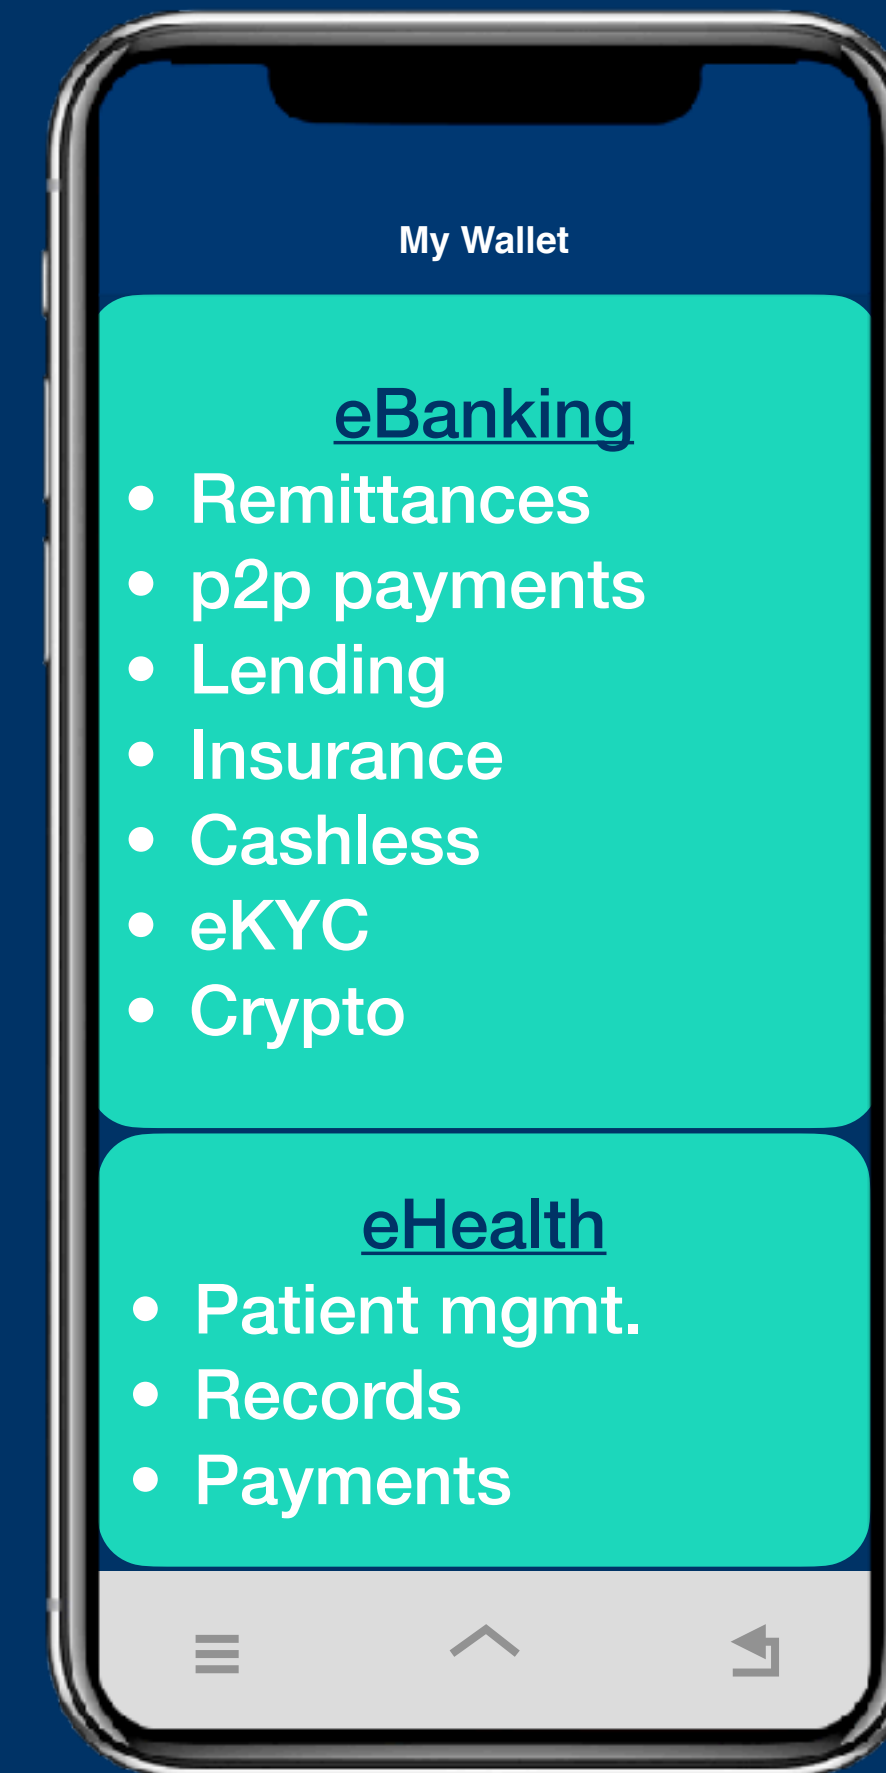 My Wallet
eBanking
• Remittances
• p2p payments
• Lending
• Insurance
• Cashless
• eKYC
• Crypto
eHealth
• Patient mgmt.
• Records
• Payments